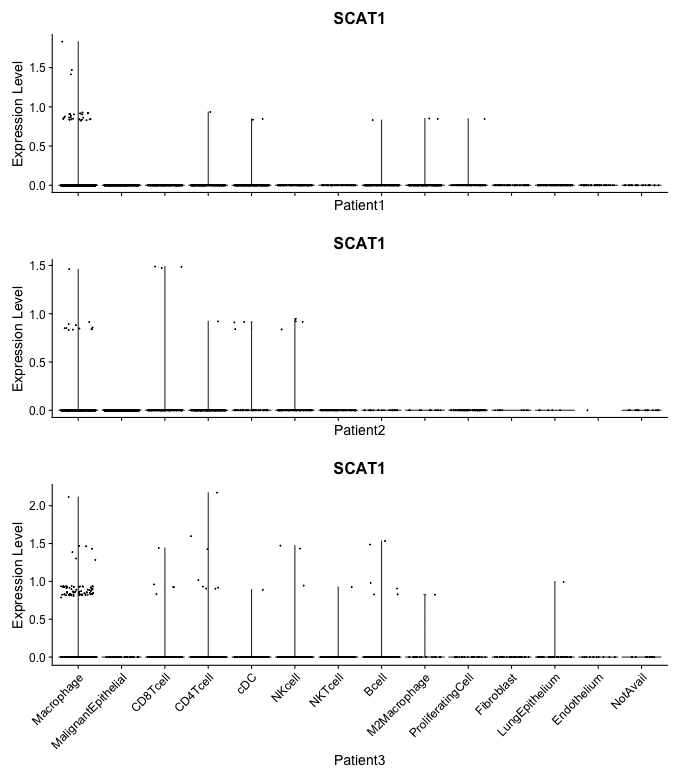 SCAT1
Expression Level
1.5
1.0
0.5
0.0
Patient1
SCAT1
Expression Level
1.5
1.0
0.5
0.0
Patient2
SCAT1
Expression Level
2.0
1.5
1.0
0.5
0.0
Macrophage
MalignantEpithelial
CD8Tcell
CD4Tcell
cDC
NKcell
NKTcell
Bcell
M2Macrophage
ProliferatingCell
Fibroblast
LungEpithelium
Endothelium
NotAvail
Patient3